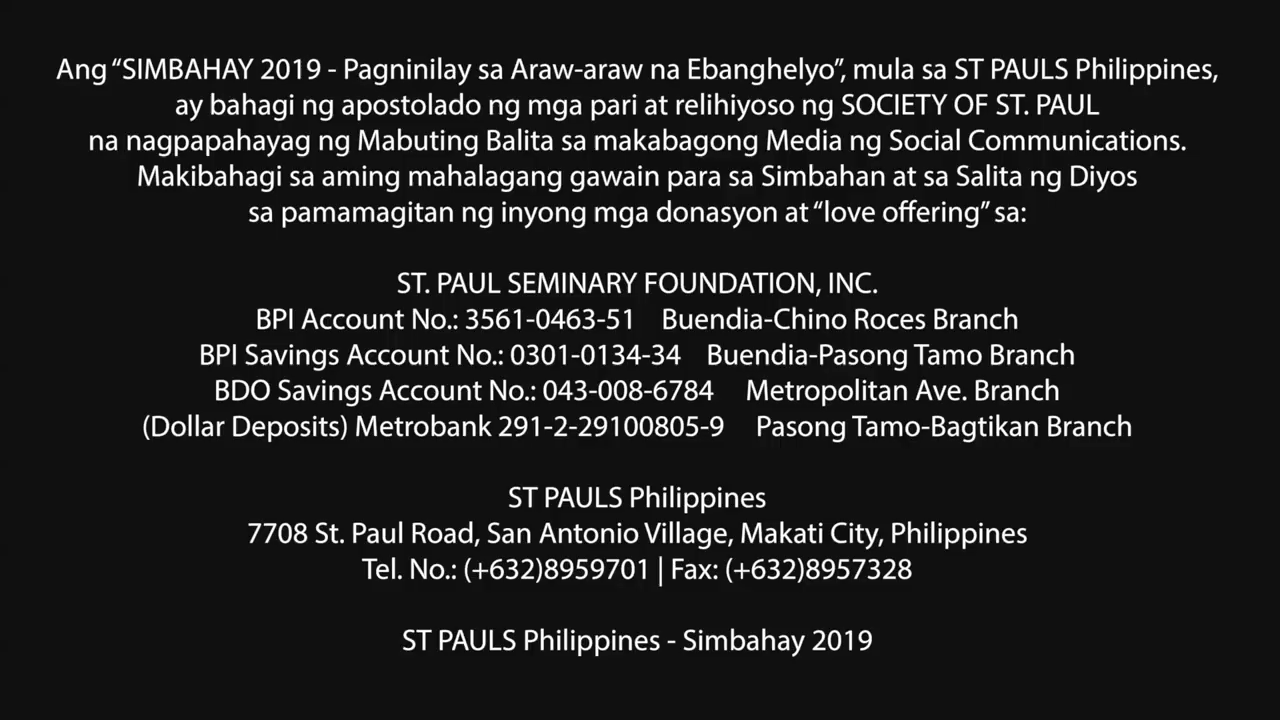 Ang “SIMBAHAY 2019 - Pagninilay sa Araw-araw na Ebanghelyo”, mula sa ST PAULS Philippines,
ay bahagi ng apostolado ng mga pari at relihiyoso ng SOCIETY OF ST. PAUL
na nagpapahayag ng Mabuting Balita sa makabagong Media ng Social Communications.
Makibahagi sa aming mahalagang gawain para sa Simbahan at sa Salita ng Diyos
sa pamamagitan ng inyong mga donasyon at “love offering” sa:
ST. PAUL SEMINARY FOUNDATION, INC.
BPI Account No.: 3561-0463-51 Buendia-Chino Roces Branch
BPI Savings Account No.: 0301-0134-34 Buendia-Pasong Tamo Branch
BDO Savings Account No.: 043-008-6784 Metropolitan Ave. Branch
(Dollar Deposits) Metrobank 291-2-29100805-9 Pasong Tamo-Bagtikan Branch
ST PAULS Philippines
7708 St. Paul Road, San Antonio Village, Makati City, Philippines
Tel. No.: (+632)8959701 | Fax: (+632)8957328
ST PAULS Philippines - Simbahay 2019